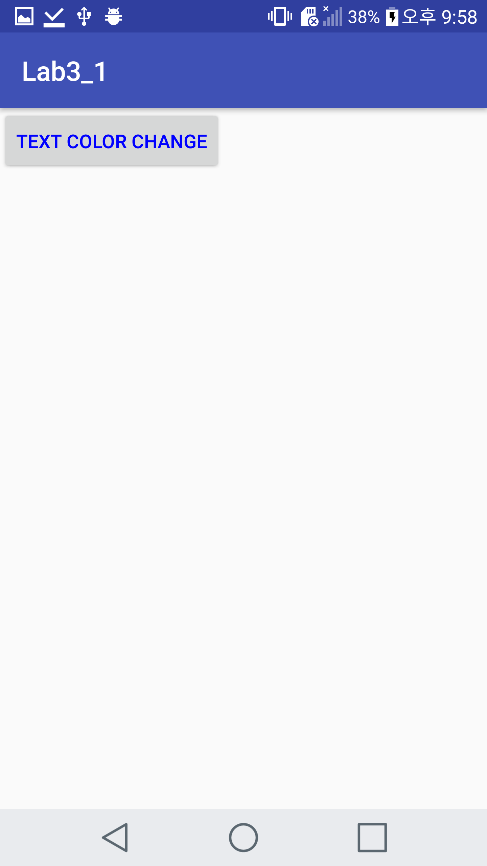 38% 오후 9:58
Lab3_1
TEXT COLOR CHANGE